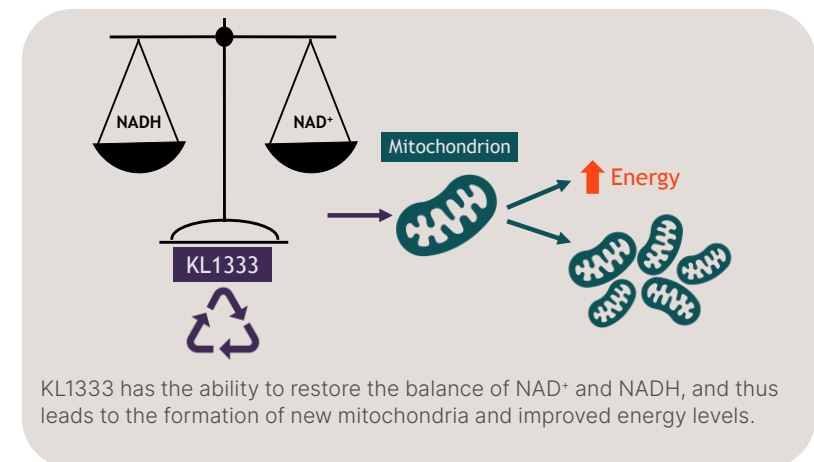 NADH
NAD⁺
Mitochondrion
Energy
KL1333
KL1333 has the ability to restore the balance of NAD⁺ and NADH, and thus
leads to the formation of new mitochondria and improved energy levels.